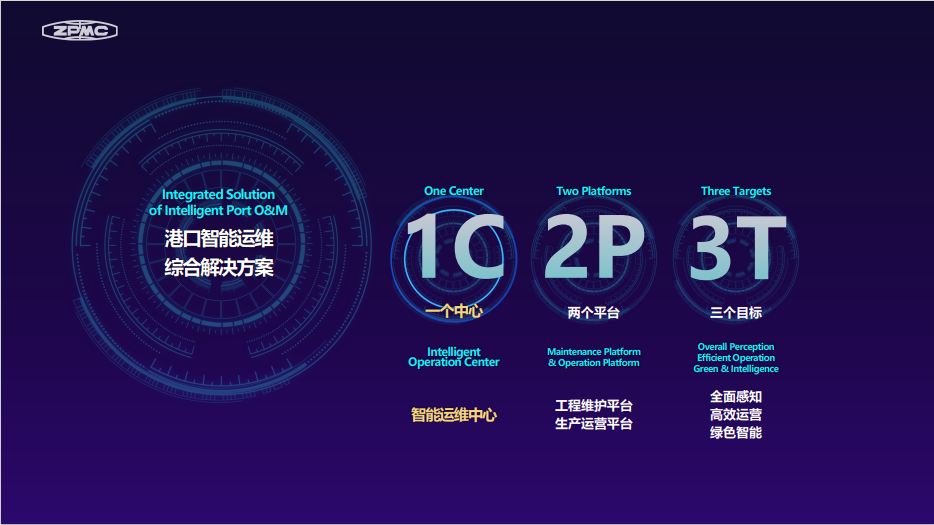 ZPMC
Integrated Solution
of Intelligent Port O&M
港口智能运维
综合解决方案
One Center
1C
一个中心
Intelligent
Operation Center
智能运维中心
Two Platforms
2P
两个平台
Maintenance Platform
& Operation Platform
工程维护平台
生产运营平台
Three Targets
3T
三个目标
Overall Perception
Efficient Operation
Green & Intelligence
全面感知
高效运营
绿色智能